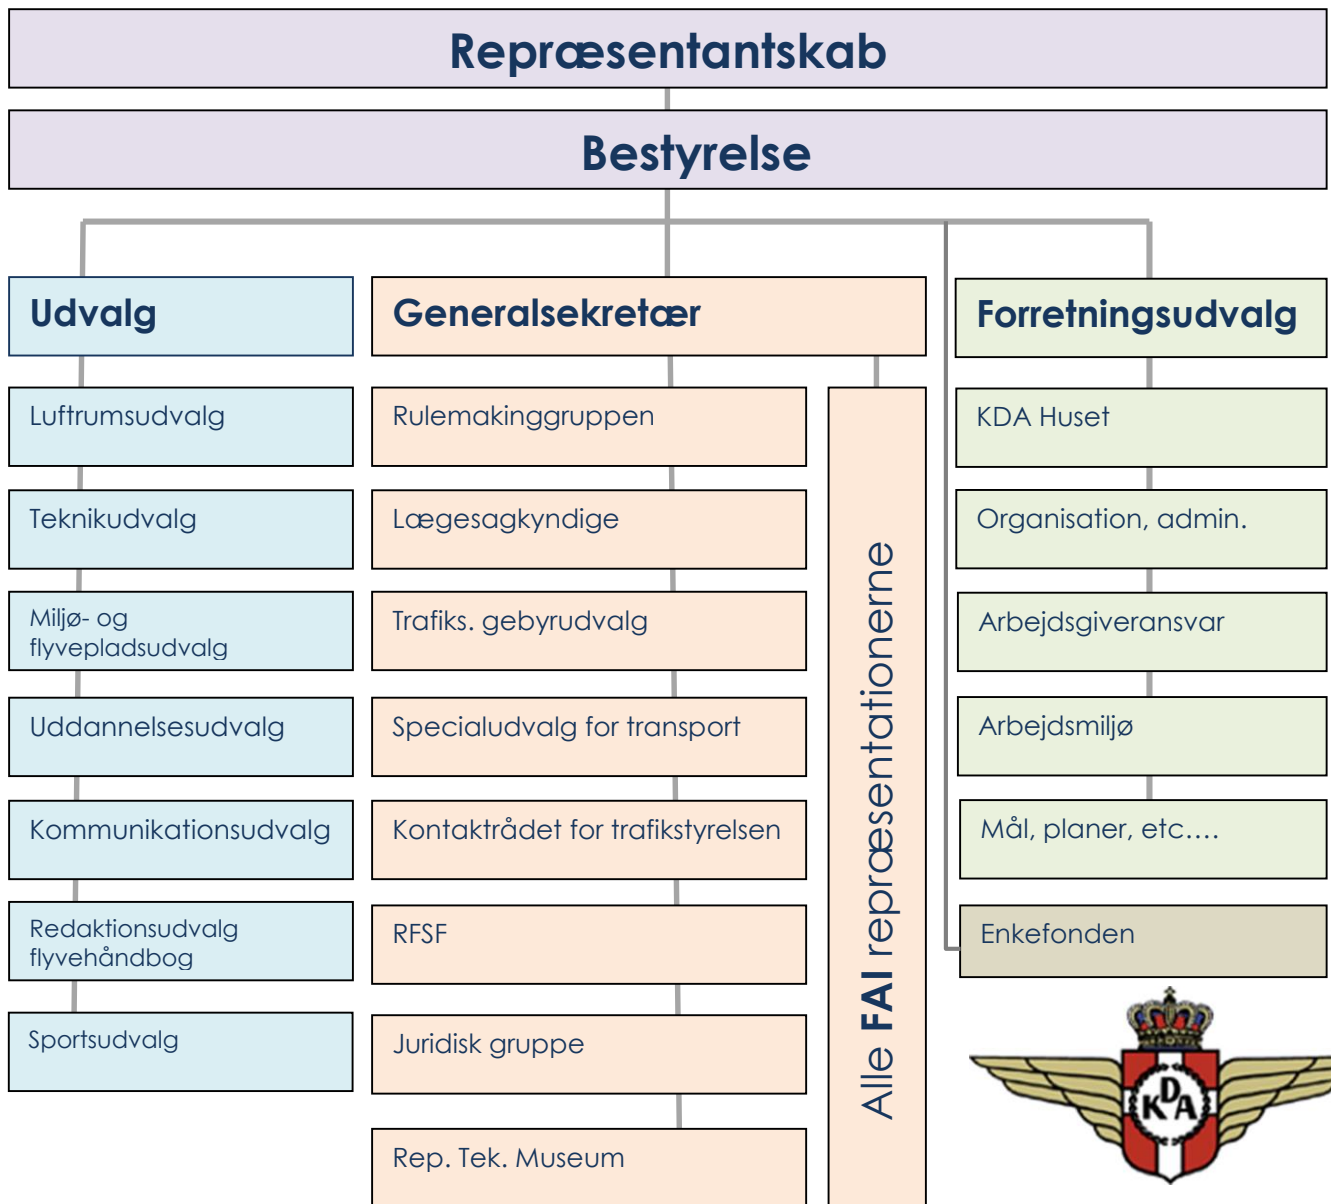 Repræsentantskab
Bestyrelse
Udvalg
Luftrumsudvalg
Teknikudvalg
Miljø- og
flyvepladsudvalg
Uddannelsesudvalg
Kommunikationsudvalg
Redaktionsudvalg
flyvehåndbog
Sportsudvalg
Generalsekretær
Rulemakinggruppen
Lægesagkyndige
Trafiks. gebyrudvalg
Specialudvalg for transport
Kontaktrådet for trafikstyrelsen
RFSF
Juridisk gruppe
Rep. Tek. Museum
Alle FAI repræsentationerne
Forretningsudvalg
KDA Huset
Organisation, admin.
Arbejdsgiveransvar
Arbejdsmiljø
Mål, planer, etc....
Enkefonden
KDA